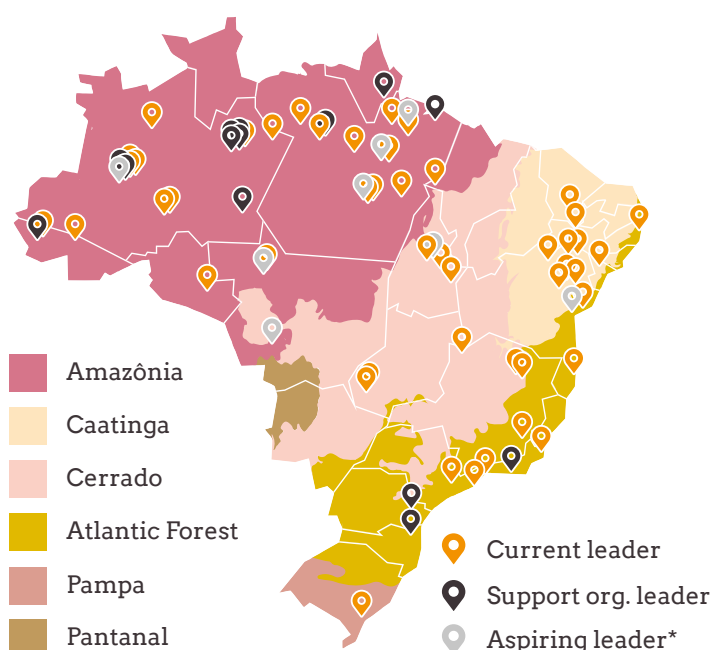 Amazônia
Caatinga
Cerrado
Atlantic Forest
Pampa
Pantanal
Current leader
Support org. leader
Aspiring leader*